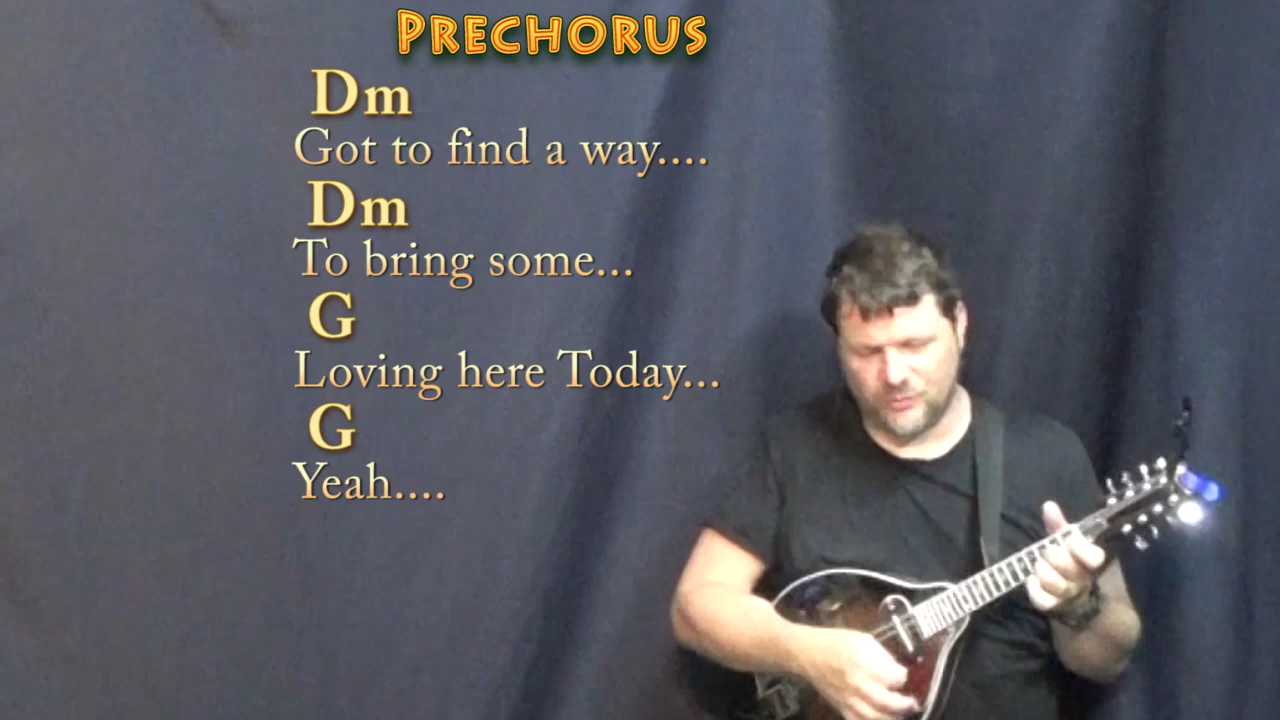 PRECHORUS
Dm
Got to find a way....
Dm
To bring some...
G
Loving here Today...
G
Yeah....